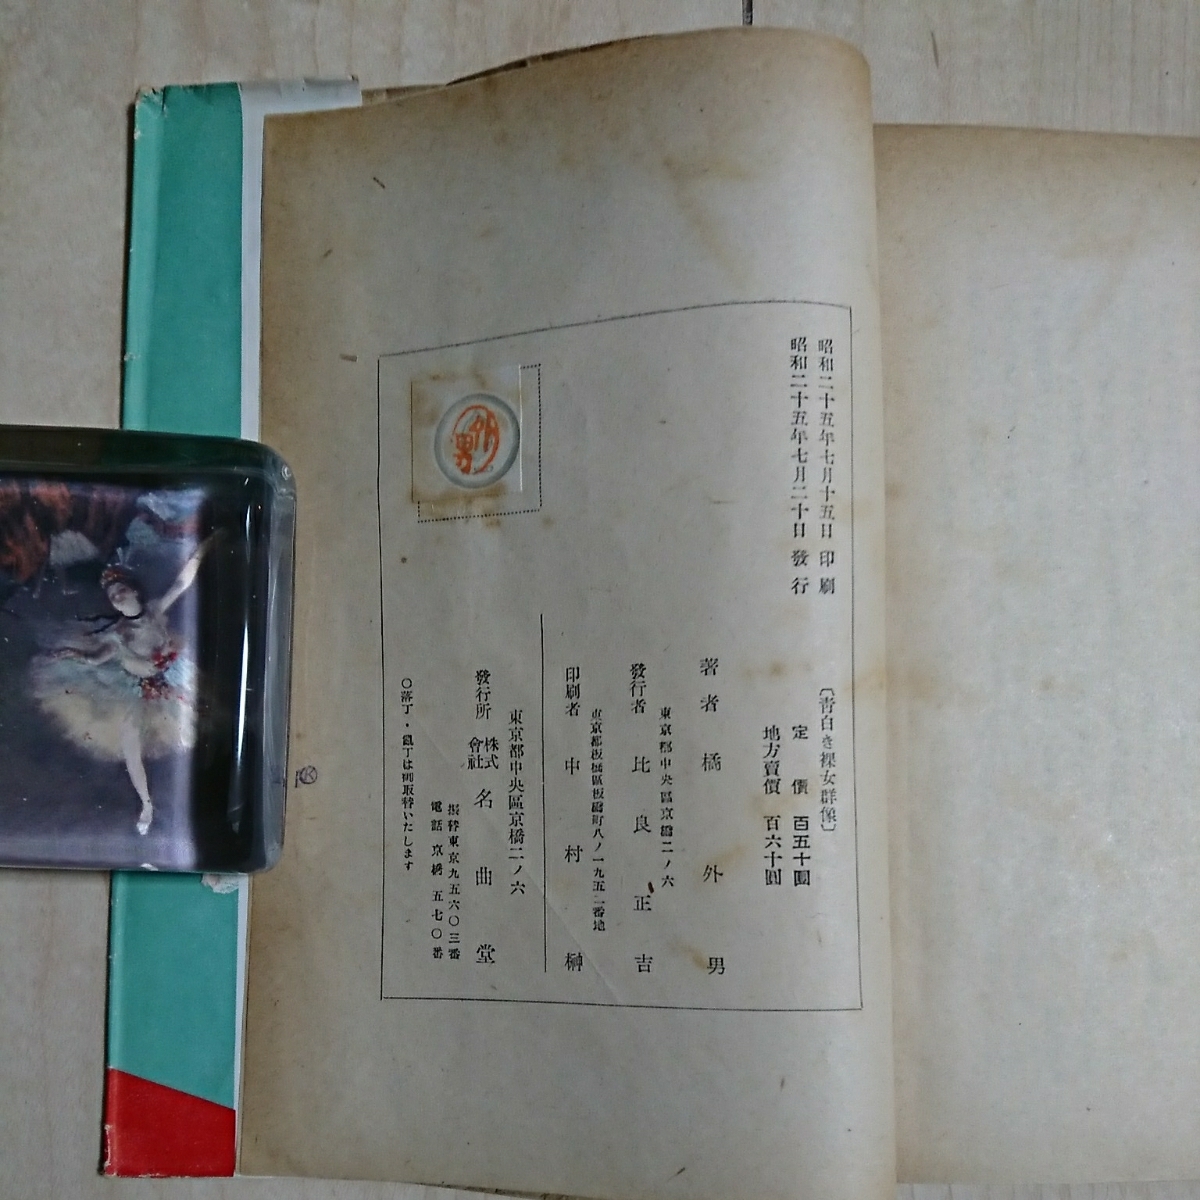 昭和二十五年七月十五日 印刷
昭和二十五年七月二十日 發行
〔靑白き裸女群像〕
定價 百五十圓
地方賣價 百六十圓
著者 橘外男
東京都中央區京橋二ノ六
發行者 比良正吉
東京都板橋區板橋町八ノ一九五二番地
印刷者 中村榊
東京都中央區京橋二ノ六
發行所 株式會社 名曲堂
振替東京九五六〇三番
電話京橋五七〇番
〇落丁・亂丁は御取替いたします
外男
K